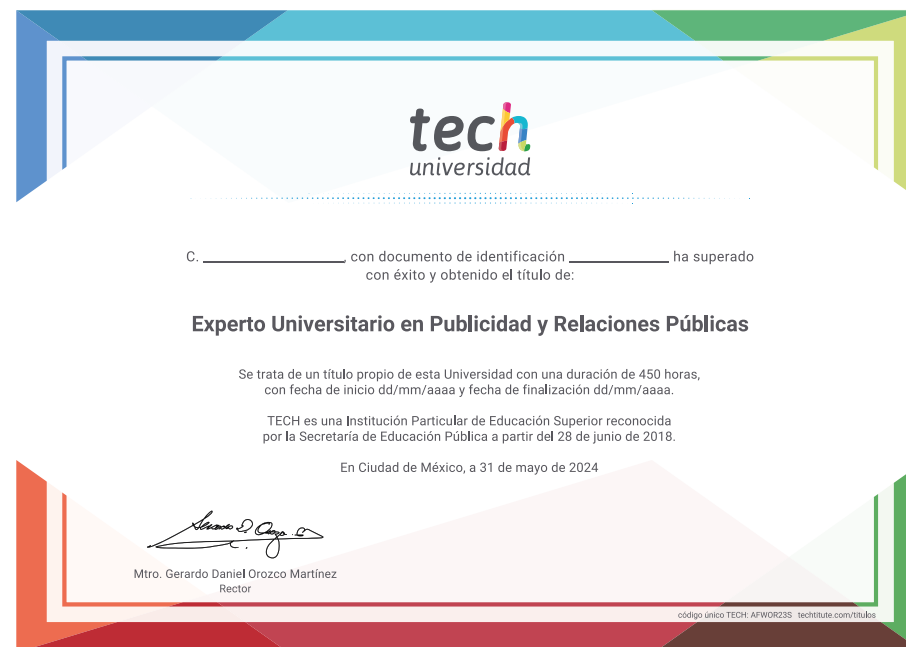 tech
universidad
C. ____________________, con documento de identificación ______________ ha superado
con éxito y obtenido el título de:
Experto Universitario en Publicidad y Relaciones Públicas
Se trata de un título propio de esta Universidad con una duración de 450 horas,
con fecha de inicio dd/mm/aaaa y fecha de finalización dd/mm/aaaa.
TECH es una Institución Particular de Educación Superior reconocida
por la Secretaría de Educación Pública a partir del 28 de junio de 2018.
En Ciudad de México, a 31 de mayo de 2024
Mtro. Gerardo Daniel Orozco Martínez
Rector
código único TECH: AFWOR23S techtitute.com/titulos